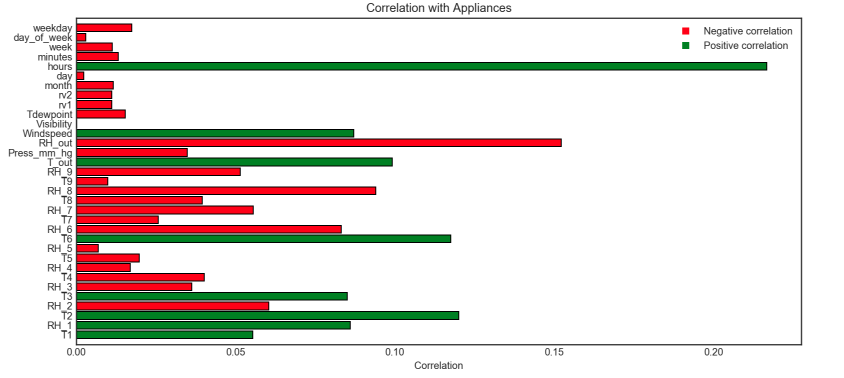 Correlation with Appliances
weekday
day_of_week
week
minutes
hours
day
month
rv2
rv1
Tdewpoint
Visibility
Windspeed
RH_out
Press_mm_hg
T_out
RH_9
T9
RH_8
T8
RH_7
T7
RH_6
T6
RH_5
T5
RH_4
T4
RH_3
T3
RH_2
T2
RH_1
T1
Negative correlation
Positive correlation
0.00 0.05 0.10 0.15 0.20
Correlation